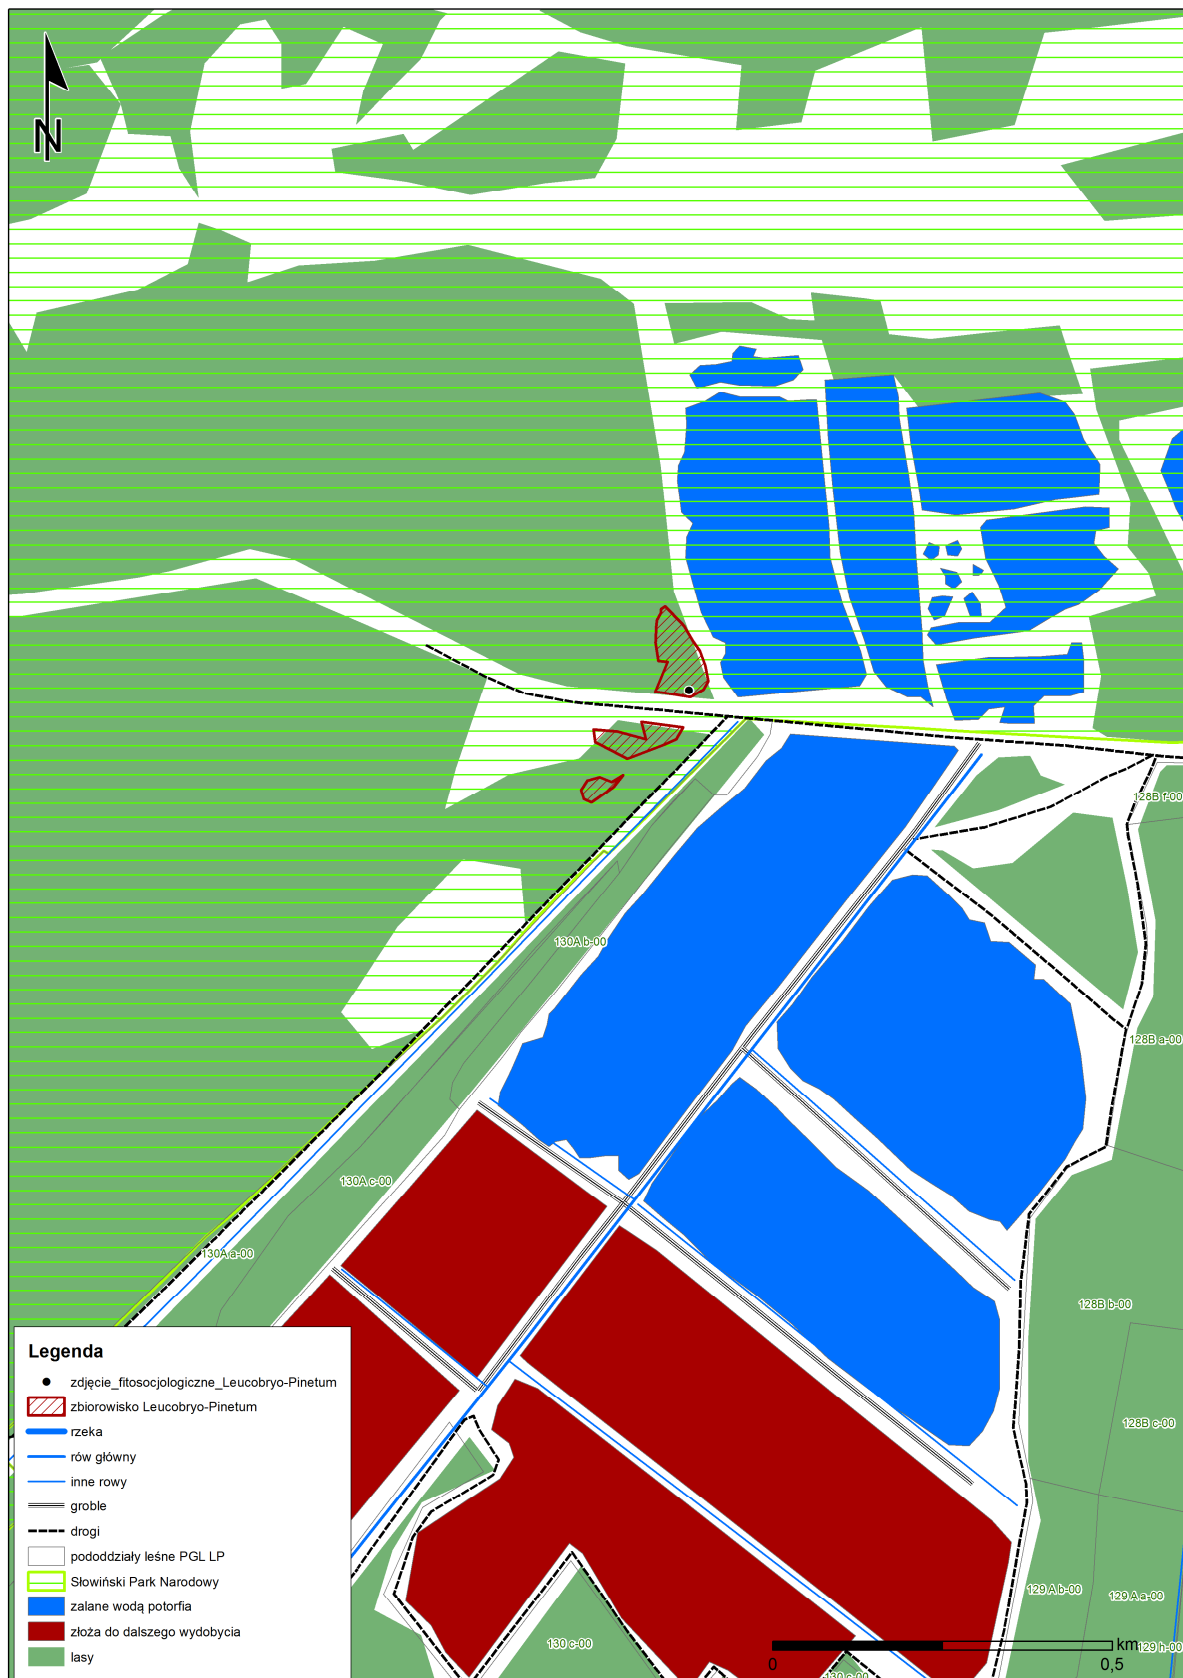 N
128B f-00
130A b-00
128B a-00
130A c-00
130A a-00
128B b-00
Legenda
zdjęcie_fitosocjologiczne_Leucobryo-Pinetum
zbiorowisko Leucobryo-Pinetum
rzeka
rów główny
inne rowy
groble
drogi
pododdziały leśne PGL LP
Słowiński Park Narodowy
zalane wodą potorfia
złoża do dalszego wydobycia
lasy
128B c-00
129 A b-00
129 A a-00
130 c-00
km
129 h-00
0
0,5